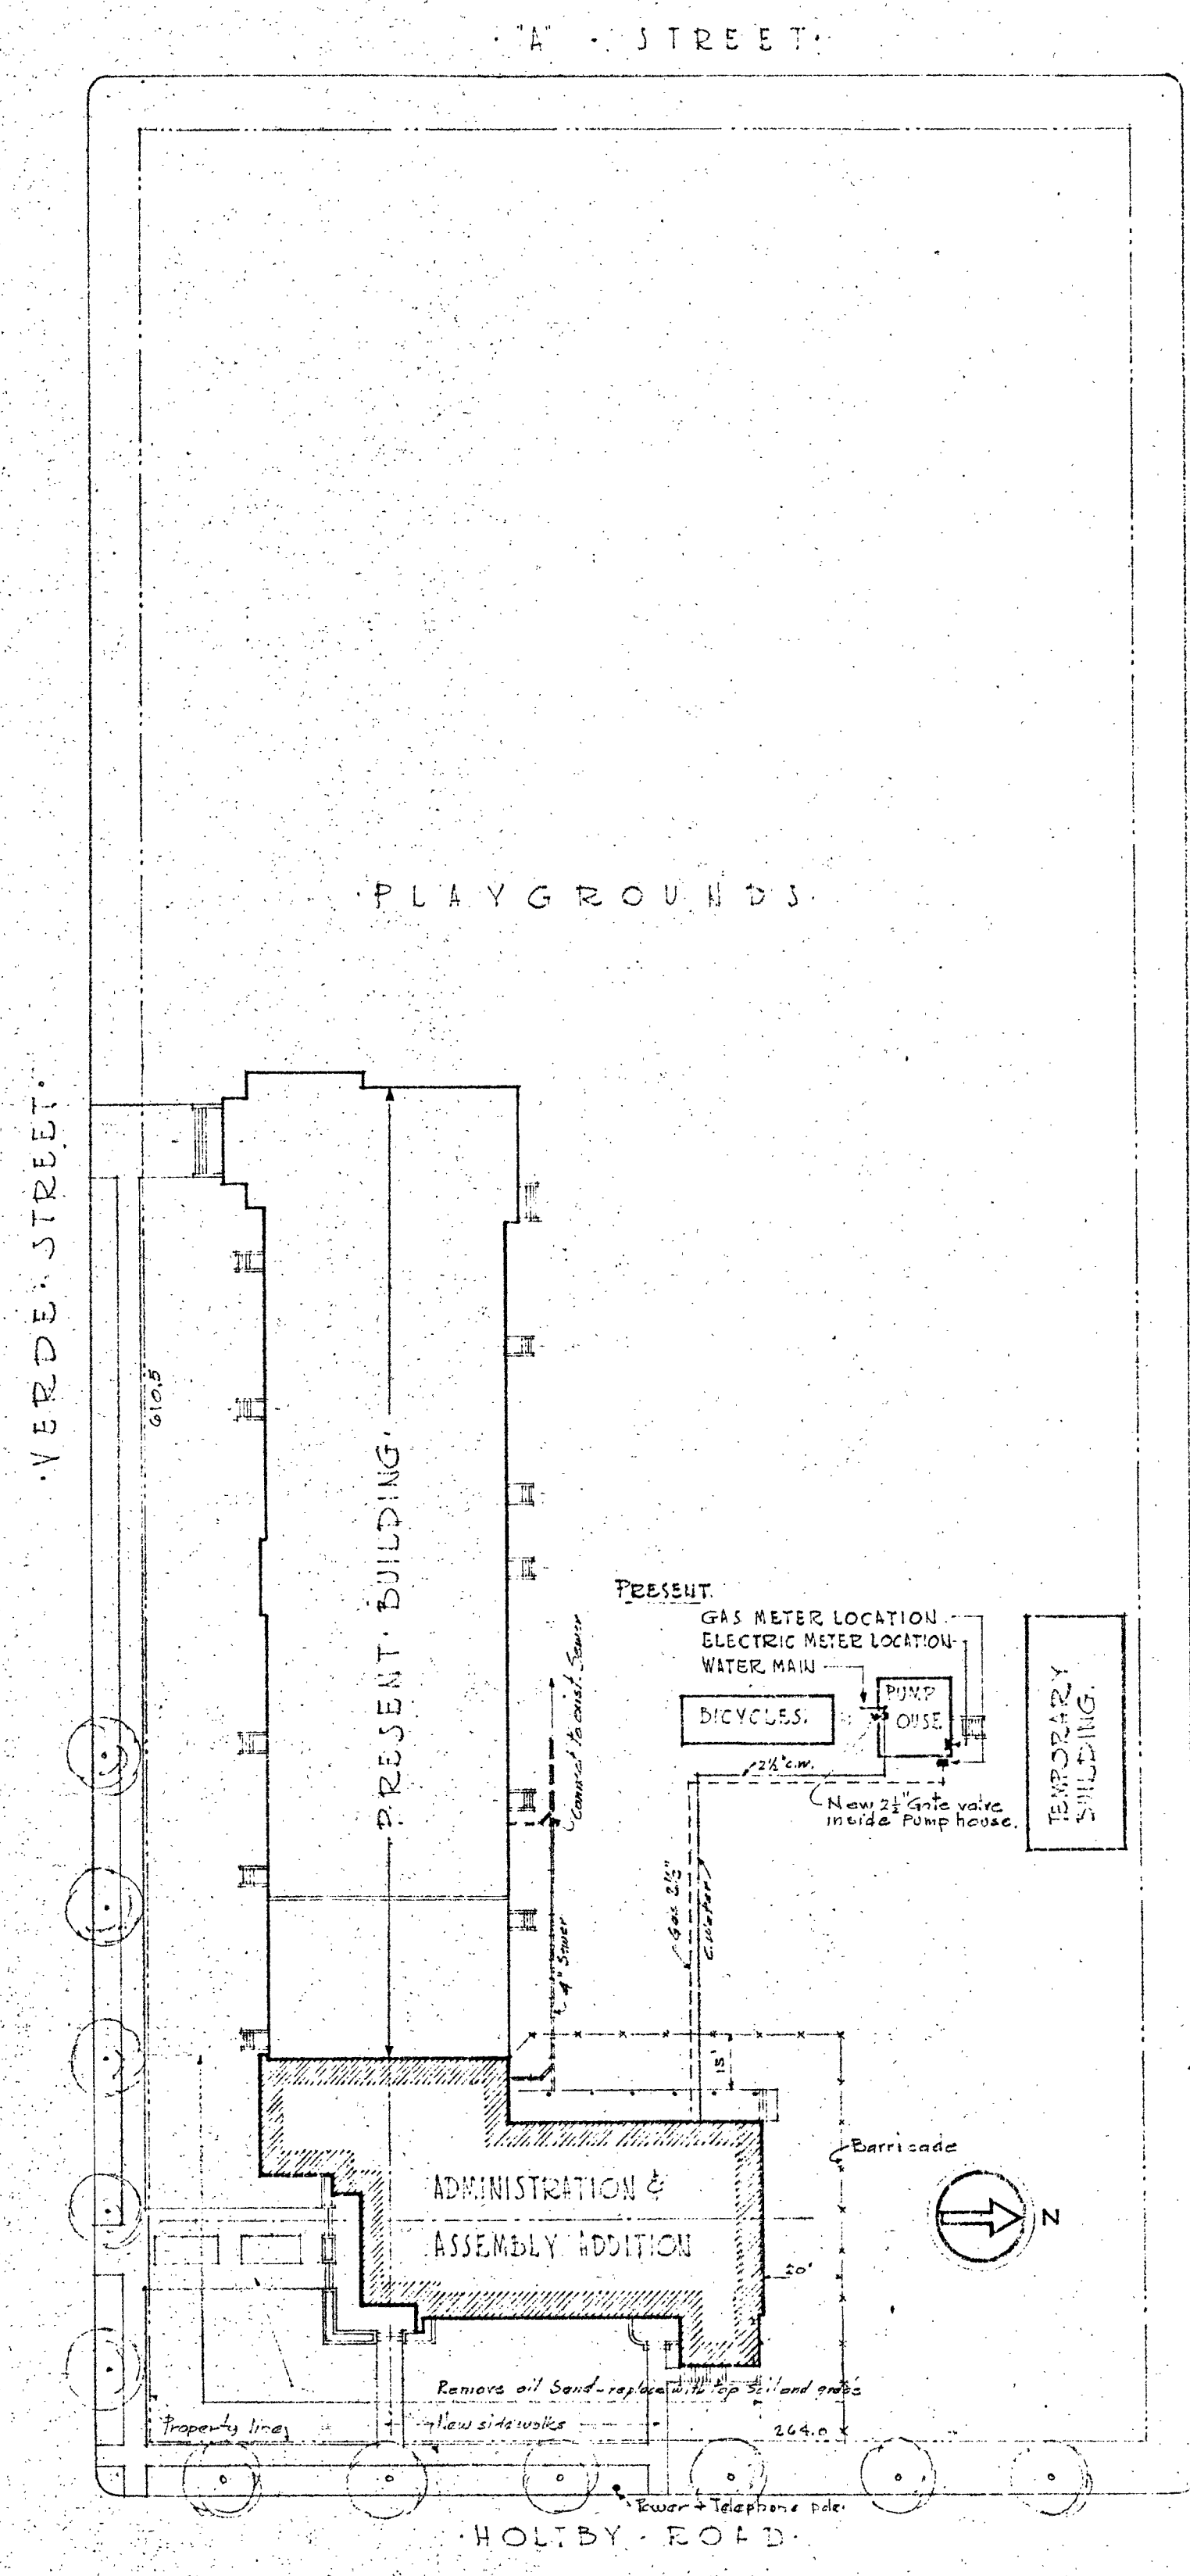 ·"A"· STREET·
·PLAYGROUNDS·
·VERDE· STREET·
610.5
·PRESENT· BUILDING·
PRESENT
GAS METER LOCATION
ELECTRIC METER LOCATION
WATER MAIN
PUMP
OUSE
BICYCLES
TEMPORARY
BUILDING
Connect to exist. Sewer
2½" C.W.
New 2½" Gate valve
inside Pump house.
Gas 2½"
C. Water
4" Sewer
15'
Barricade
ADMINISTRATION &
ASSEMBLY ADDITION
N
20'
Remove oil Sand - replace with top soil and grass
Property line
New sidewalks
264.0
Power + Telephone pole.
·HOLTBY· ROAD·